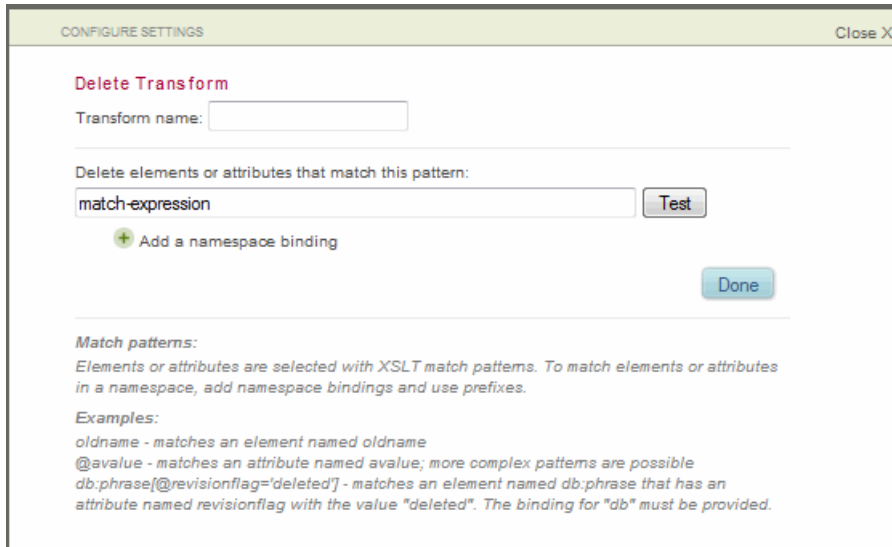 CONFIGURE SETTINGS
Close X
Delete Transform
Transform name:
Delete elements or attributes that match this pattern:
match-expression
Test
Add a namespace binding
Done
Match patterns:
Elements or attributes are selected with XSLT match patterns. To match elements or attributes
in a namespace, add namespace bindings and use prefixes.
Examples:
oldname - matches an element named oldname
@avalue - matches an attribute named avalue; more complex patterns are possible
db:phrase[@revisionflag='deleted'] - matches an element named db:phrase that has an
attribute named revisionflag with the value "deleted". The binding for "db" must be provided.